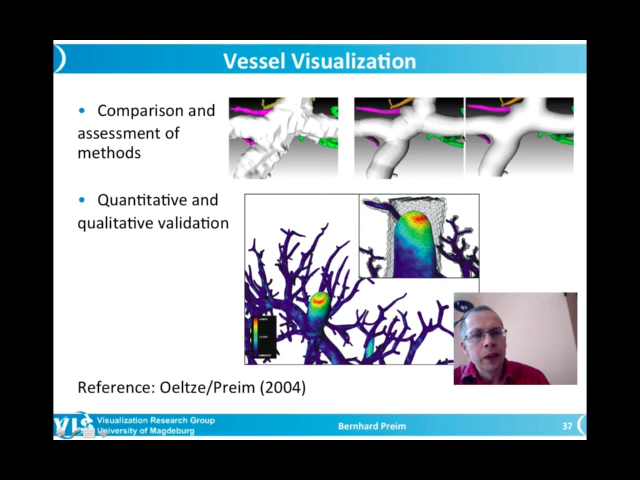 Vessel Visualization
• Comparison and
assessment of
methods
• Quantitative and
qualitative validation
Reference: Oeltze/Preim (2004)
VIS Visualization Research Group
University of Magdeburg
Bernhard Preim
37